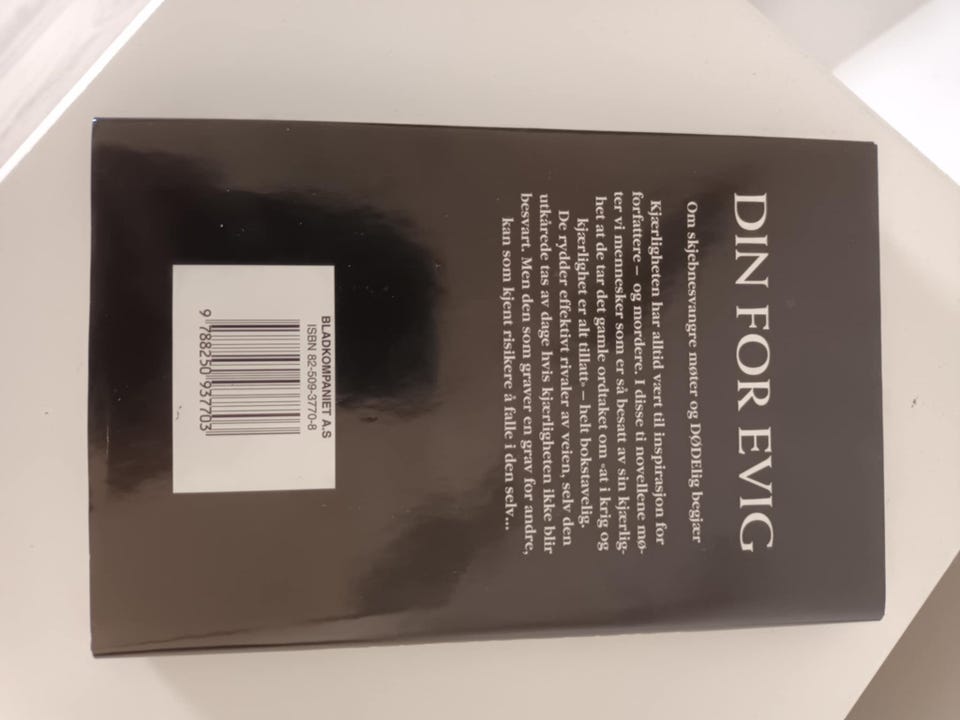 DIN FOR EVIG
Om skjebnesvangre møter og DØDElig begjær
Kjærligheten har alltid vært til inspirasjon for
forfattere – og mordere. I disse ti novellene mø-
ter vi mennesker som er så besatt av sin kjærlig-
het at de tar det gamle ordtaket om «at i krig og
kjærlighet er alt tillatt» – helt bokstavelig.
De rydder effektivt rivaler av veien, selv den
utkårede tas av dage hvis kjærligheten ikke blir
besvart. Men den som graver en grav for andre,
kan som kjent risikere å falle i den selv...
BLADKOMPANIET A.S
ISBN 82-509-3770-8
9 788250 937703